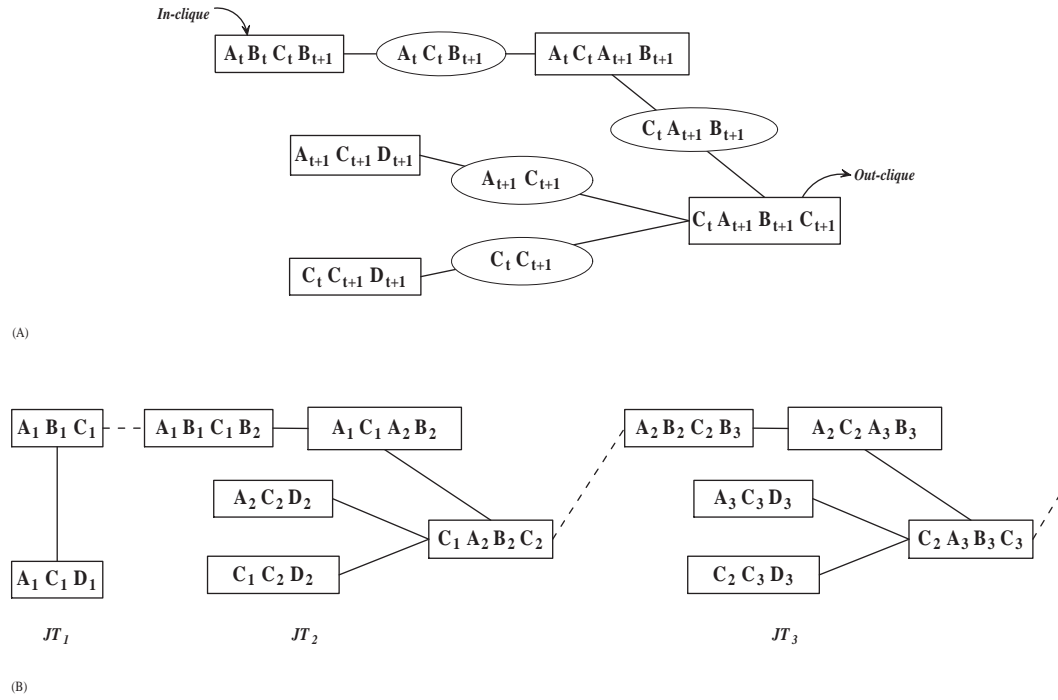 In-clique
A_t B_t C_t B_{t+1}
A_t C_t B_{t+1}
A_t C_t A_{t+1} B_{t+1}
C_t A_{t+1} B_{t+1}
A_{t+1} C_{t+1} D_{t+1}
A_{t+1} C_{t+1}
Out-clique
C_t A_{t+1} B_{t+1} C_{t+1}
C_t C_{t+1}
C_t C_{t+1} D_{t+1}
(A)
A_1 B_1 C_1
A_1 B_1 C_1 B_2
A_1 C_1 A_2 B_2
A_2 B_2 C_2 B_3
A_2 C_2 A_3 B_3
A_2 C_2 D_2
A_3 C_3 D_3
C_1 A_2 B_2 C_2
C_2 A_3 B_3 C_3
A_1 C_1 D_1
C_1 C_2 D_2
C_2 C_3 D_3
JT_1
JT_2
JT_3
(B)